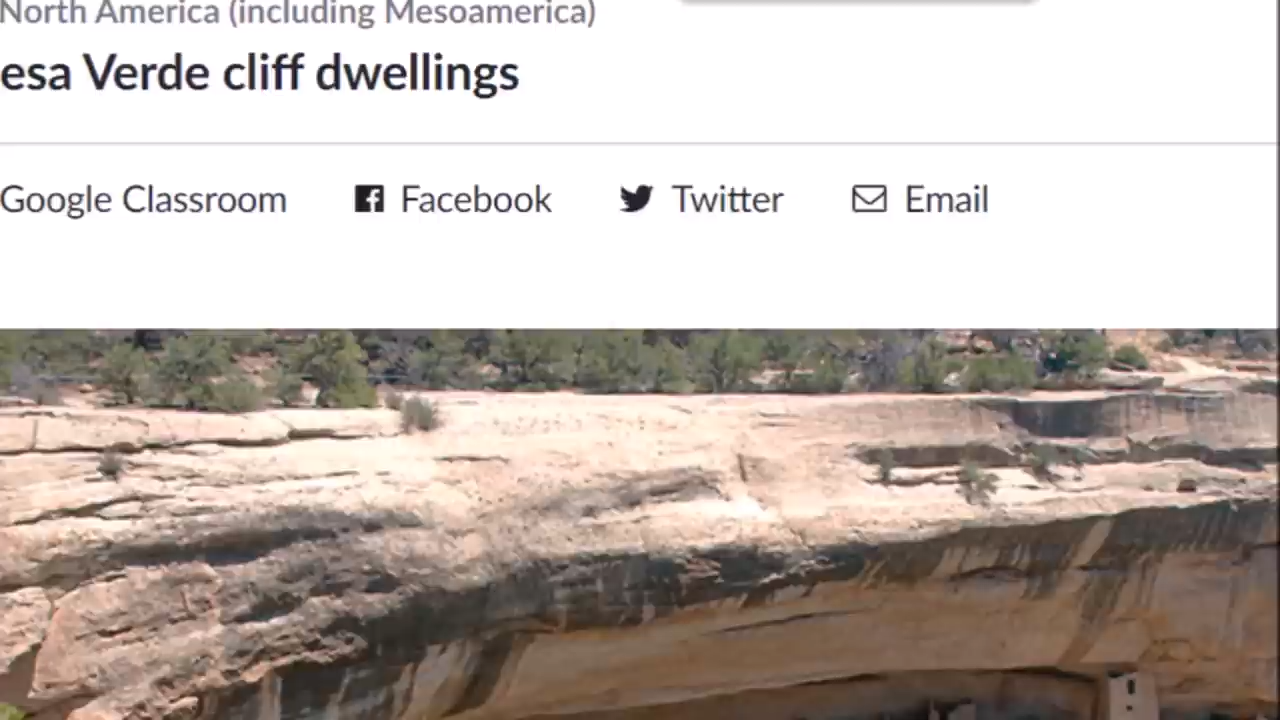 North America (including Mesoamerica)
esa Verde cliff dwellings
Google Classroom Facebook Twitter Email